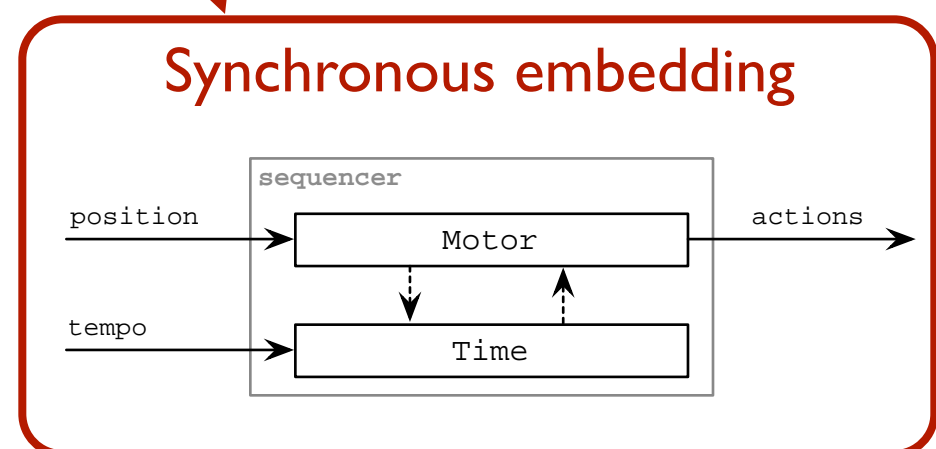 Synchronous embedding
sequencer
position
Motor
actions
tempo
Time